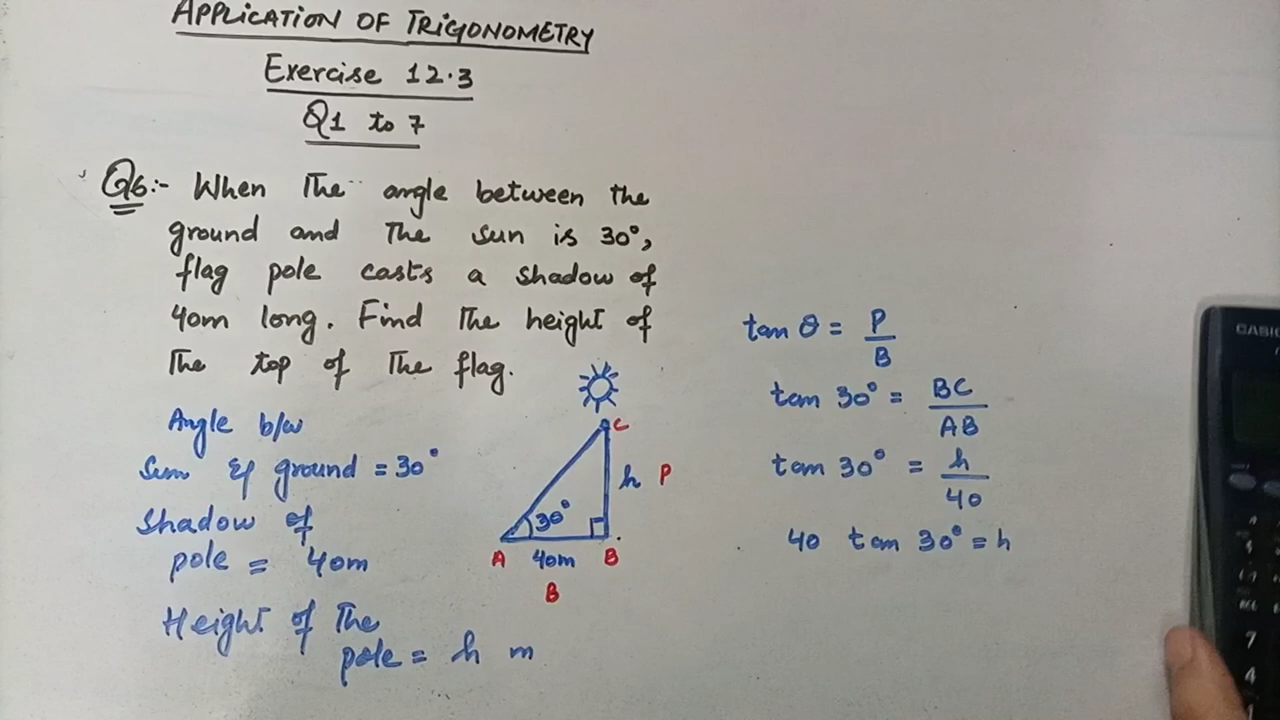 APPLICATION OF TRIGONOMETRY
Exercise 12.3
Q1 to 7
Q6:- When The angle between the
ground and The sun is 30°,
flag pole casts a shadow of
40m long. Find The height of
The top of The flag.
Angle b/w
Sun & ground = 30°
Shadow of
pole = 40m
Height of The
pole = h m
C
h P
30°
A 40m B
B
tan θ = P/B
tan 30° = BC/AB
tan 30° = h/40
40 tan 30° = h
CASIO
7
4
1